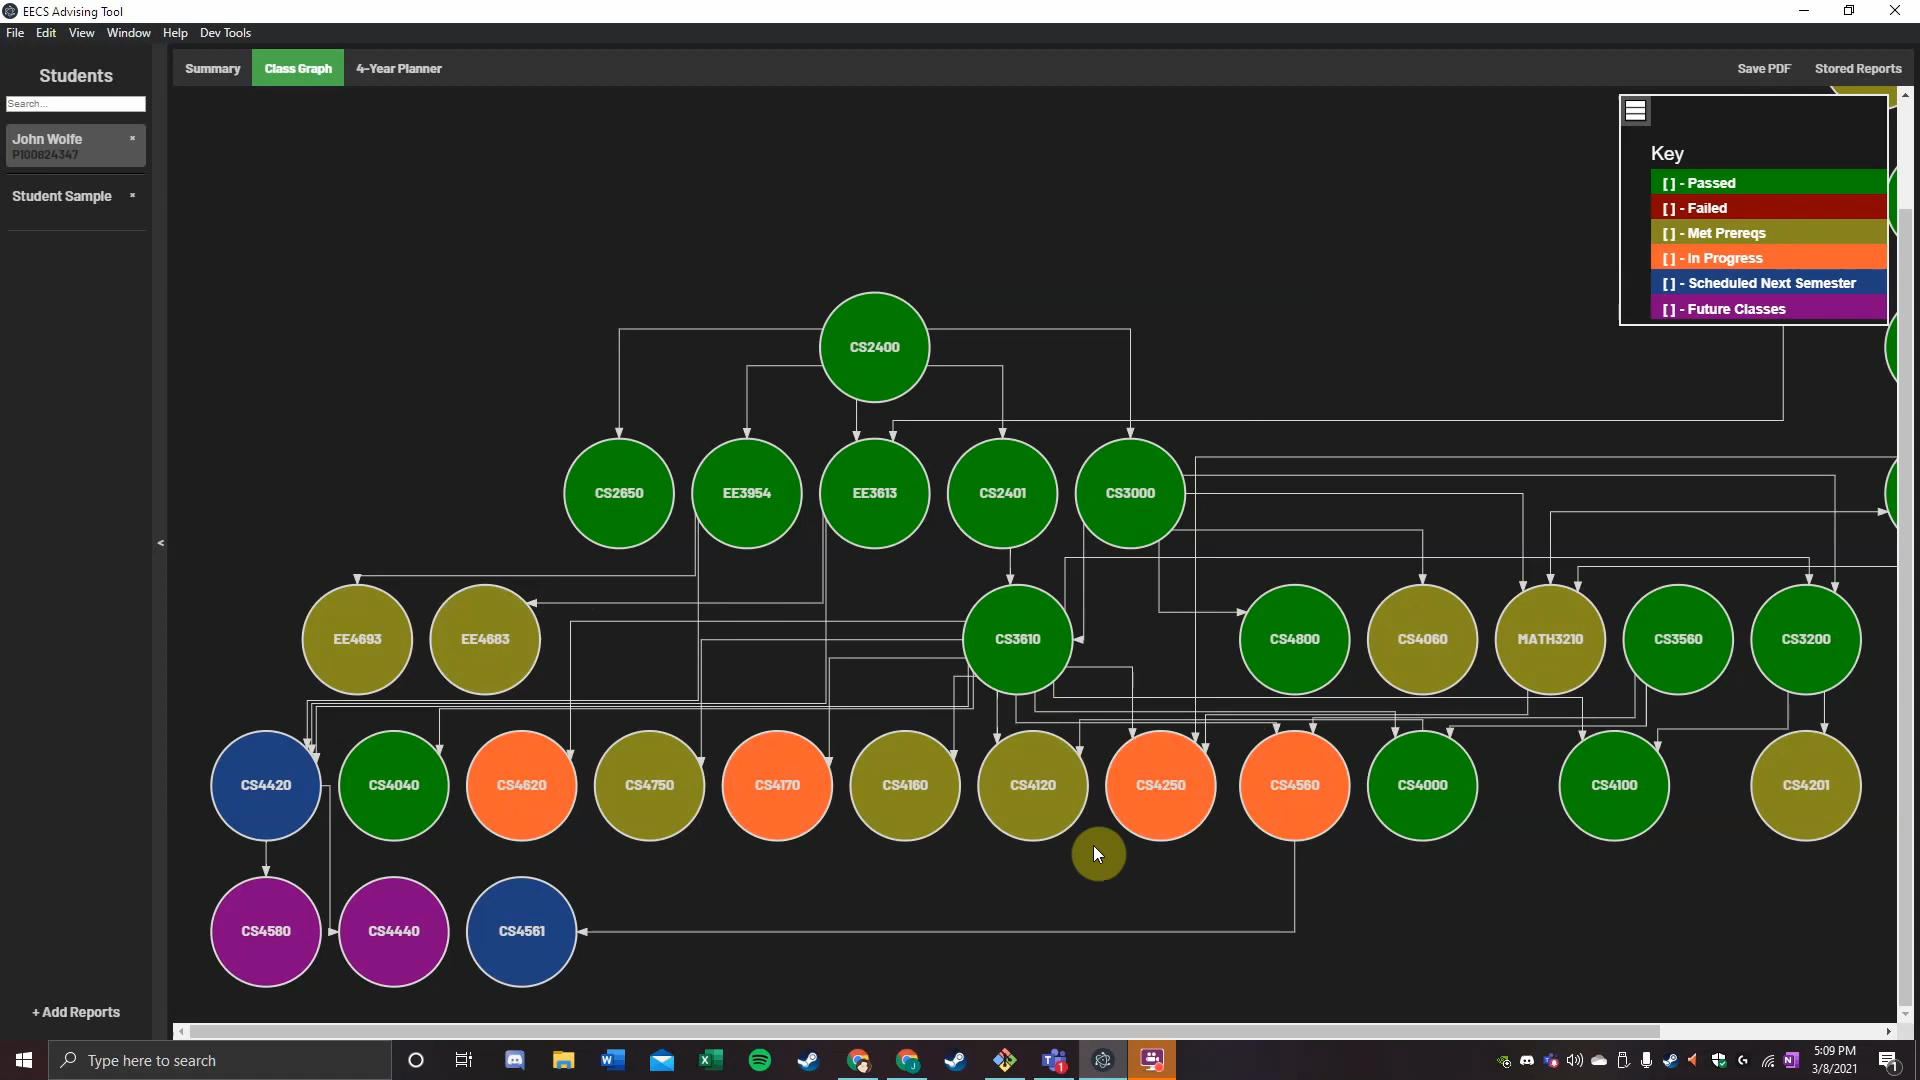 EECS Advising Tool
File Edit View Window Help Dev Tools
Students
Search...
John Wolfe ×
P100824347
Student Sample ×
+ Add Reports
<
Summary Class Graph 4-Year Planner Save PDF Stored Reports
Key
[ ] - Passed
[ ] - Failed
[ ] - Met Prereqs
[ ] - In Progress
[ ] - Scheduled Next Semester
[ ] - Future Classes
CS2400
CS2650 EE3954 EE3613 CS2401 CS3000
EE4693 EE4683 CS3610 CS4800 CS4060 MATH3210 CS3560 CS3200
CS4420 CS4040 CS4620 CS4750 CS4170 CS4160 CS4120 CS4250 CS4560 CS4000 CS4100 CS4201
CS4580 CS4440 CS4561
Type here to search
5:09 PM
3/8/2021